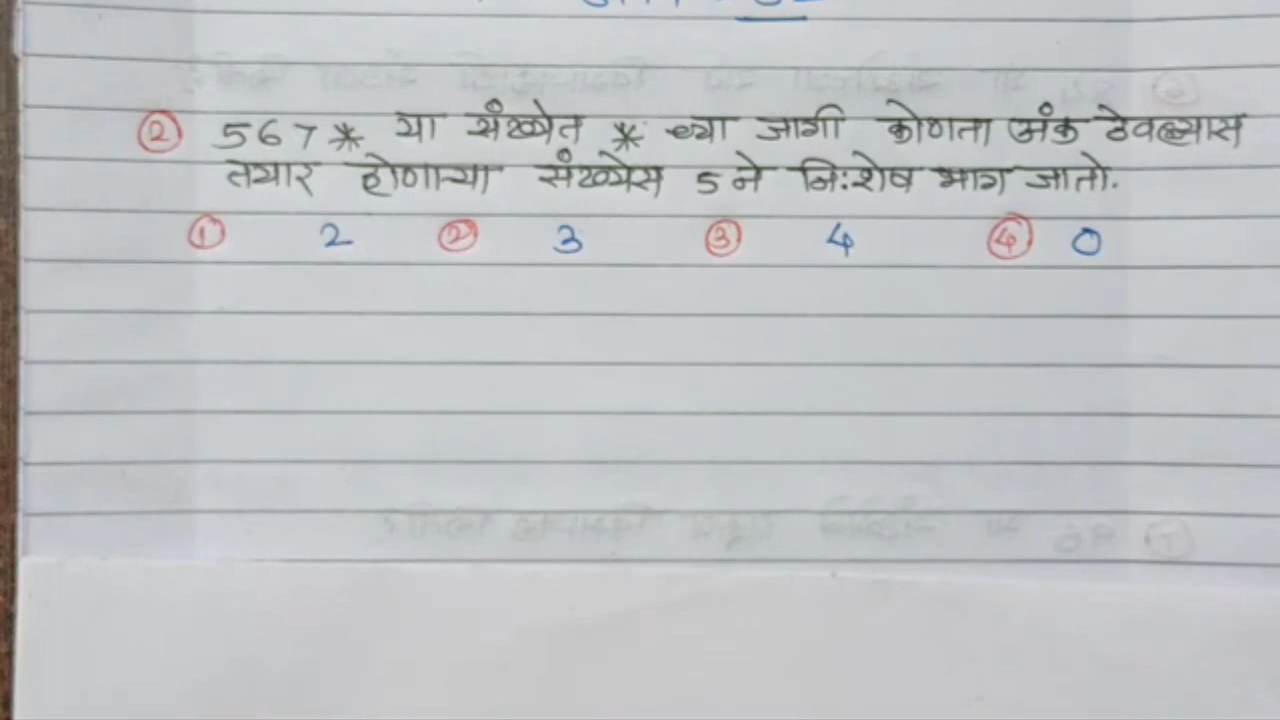 ② 567* या संख्येत * च्या जागी कोणता अंक ठेवल्यास
तयार होणाऱ्या संख्येस 5 ने निःशेष भाग जातो.
① 2 ② 3 ③ 4 ④ 0